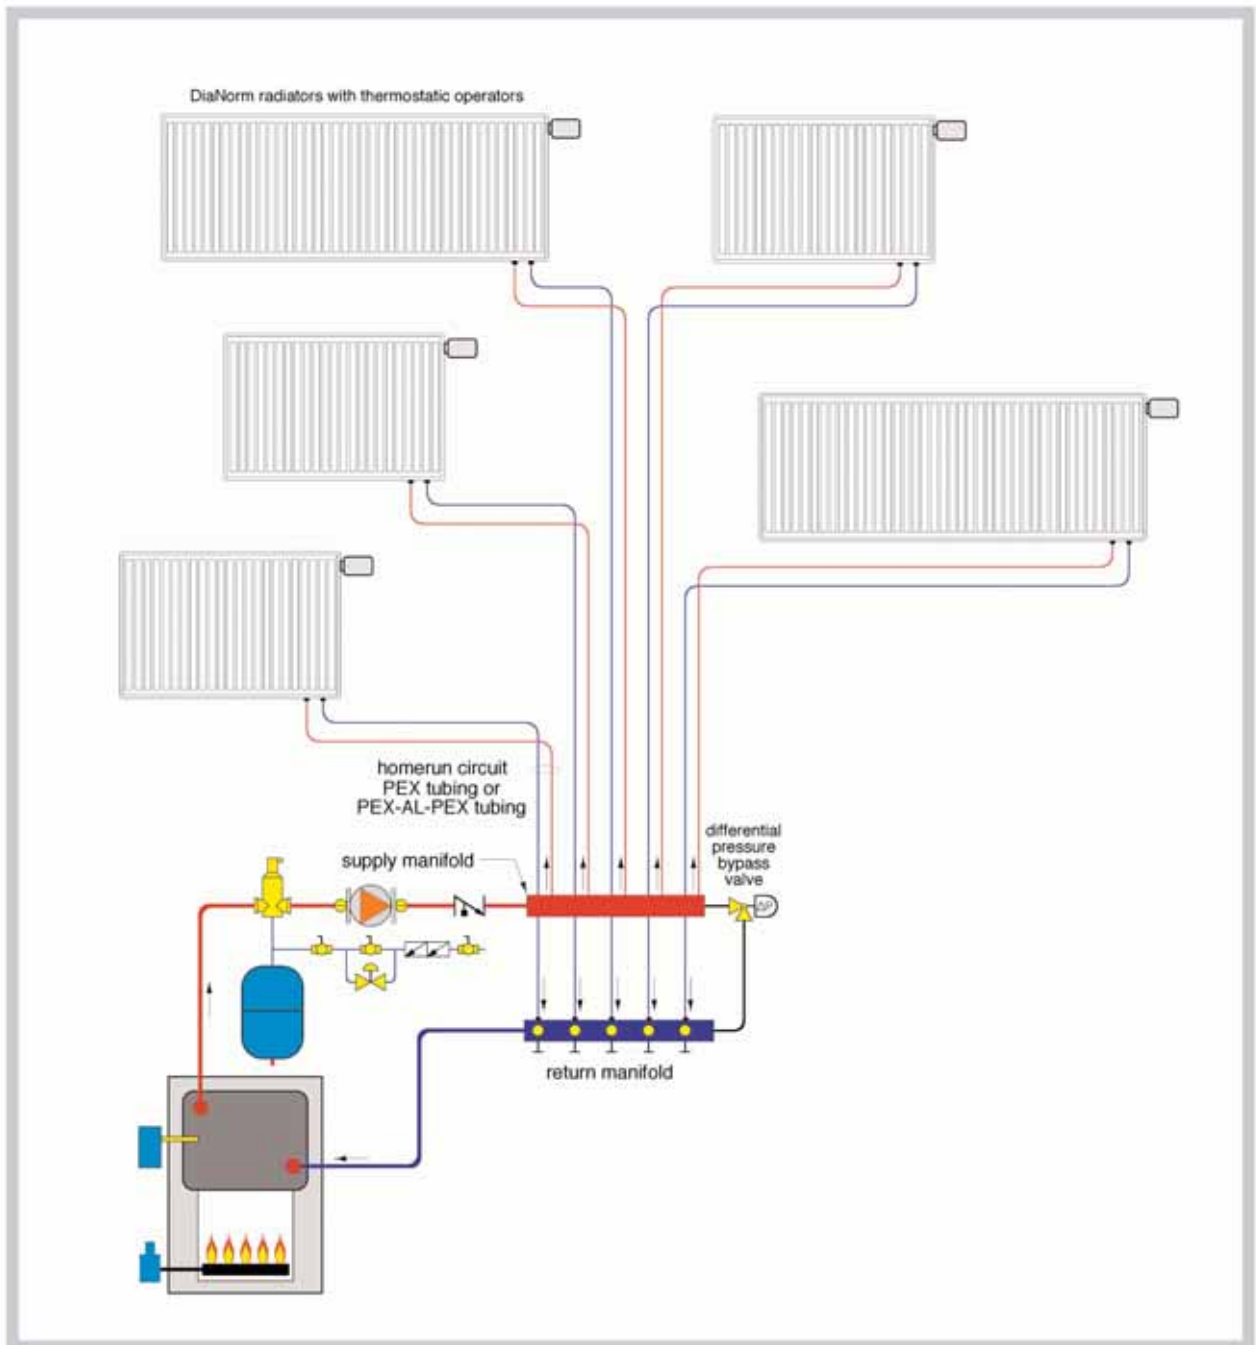 DiaNorm radiators with thermostatic operators
homerun circuit
PEX tubing or
PEX-AL-PEX tubing
differential
pressure
bypass
valve
supply manifold
ΔP
return manifold